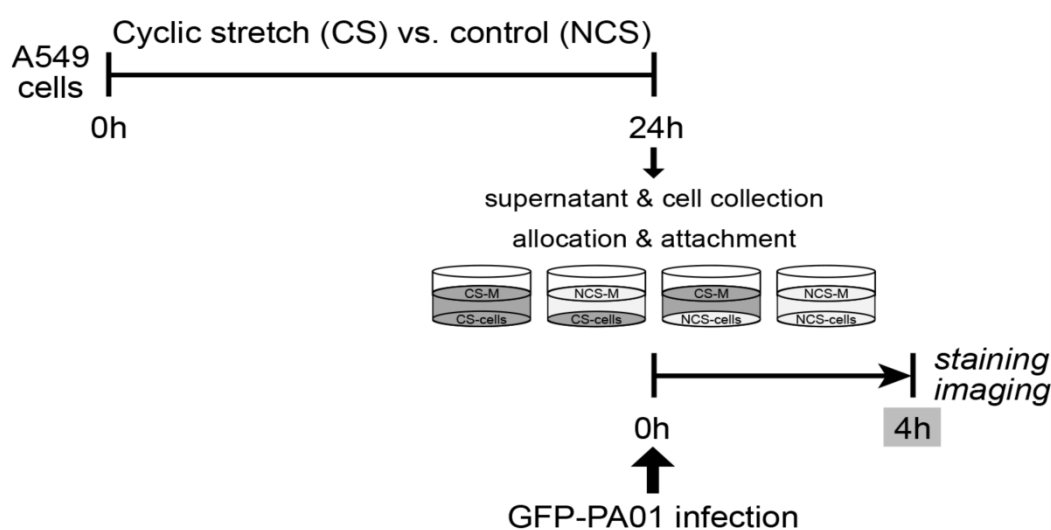 Cyclic stretch (CS) vs. control (NCS)
A549
cells
0h
24h
supernatant & cell collection
allocation & attachment
CS-M
NCS-M
CS-M
NCS-M
CS-cells
CS-cells
NCS-cells
NCS-cells
staining
imaging
0h
4h
GFP-PA01 infection